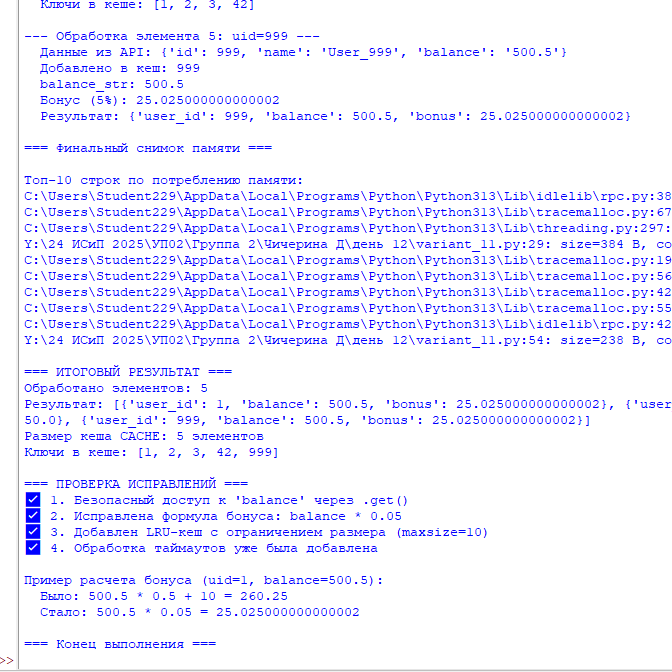 Ключи в кеше: [1, 2, 3, 42]
--- Обработка элемента 5: uid=999 ---
Данные из API: {'id': 999, 'name': 'User_999', 'balance': '500.5'}
Добавлено в кеш: 999
balance_str: 500.5
Бонус (5%): 25.025000000000002
Результат: {'user_id': 999, 'balance': 500.5, 'bonus': 25.025000000000002}
=== Финальный снимок памяти ===
Топ-10 строк по потреблению памяти:
C:\Users\Student229\AppData\Local\Programs\Python\Python313\Lib\idlelib\rpc.py:38
C:\Users\Student229\AppData\Local\Programs\Python\Python313\Lib\tracemalloc.py:67
C:\Users\Student229\AppData\Local\Programs\Python\Python313\Lib\threading.py:297:
Y:\24 ИСиП 2025\УП02\Группа 2\Чичерина Д\день 12\variant_11.py:29: size=384 B, co
C:\Users\Student229\AppData\Local\Programs\Python\Python313\Lib\tracemalloc.py:19
C:\Users\Student229\AppData\Local\Programs\Python\Python313\Lib\tracemalloc.py:56
C:\Users\Student229\AppData\Local\Programs\Python\Python313\Lib\tracemalloc.py:42
C:\Users\Student229\AppData\Local\Programs\Python\Python313\Lib\tracemalloc.py:55
C:\Users\Student229\AppData\Local\Programs\Python\Python313\Lib\idlelib\rpc.py:42
Y:\24 ИСиП 2025\УП02\Группа 2\Чичерина Д\день 12\variant_11.py:54: size=238 B, co
=== ИТОГОВЫЙ РЕЗУЛЬТАТ ===
Обработано элементов: 5
Результат: [{'user_id': 1, 'balance': 500.5, 'bonus': 25.025000000000002}, {'user
50.0}, {'user_id': 999, 'balance': 500.5, 'bonus': 25.025000000000002}]
Размер кеша CACHE: 5 элементов
Ключи в кеше: [1, 2, 3, 42, 999]
=== ПРОВЕРКА ИСПРАВЛЕНИЙ ===
✅ 1. Безопасный доступ к 'balance' через .get()
✅ 2. Исправлена формула бонуса: balance * 0.05
✅ 3. Добавлен LRU-кеш с ограничением размера (maxsize=10)
✅ 4. Обработка таймаутов уже была добавлена
Пример расчета бонуса (uid=1, balance=500.5):
Было: 500.5 * 0.5 + 10 = 260.25
Стало: 500.5 * 0.05 = 25.025000000000002
=== Конец выполнения ===
>>